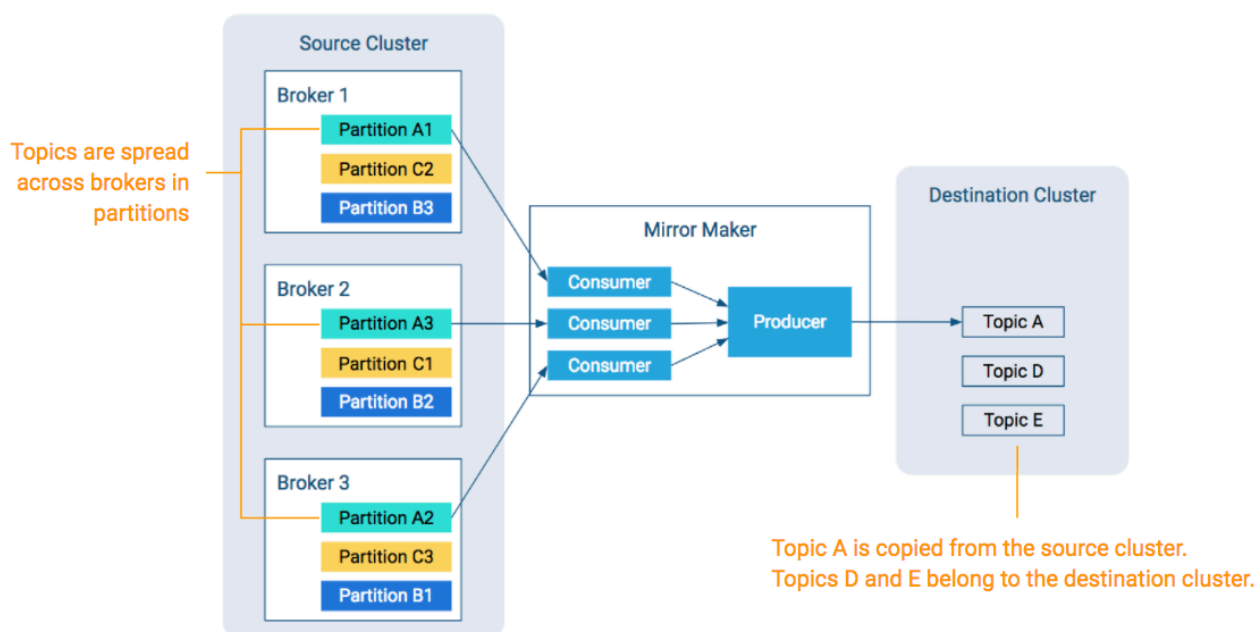 Source Cluster
Broker 1
Partition A1
Partition C2
Partition B3
Topics are spread
across brokers in
partitions
Broker 2
Partition A3
Partition C1
Partition B2
Broker 3
Partition A2
Partition C3
Partition B1
Mirror Maker
Consumer
Consumer
Consumer
Producer
Destination Cluster
Topic A
Topic D
Topic E
Topic A is copied from the source cluster.
Topics D and E belong to the destination cluster.